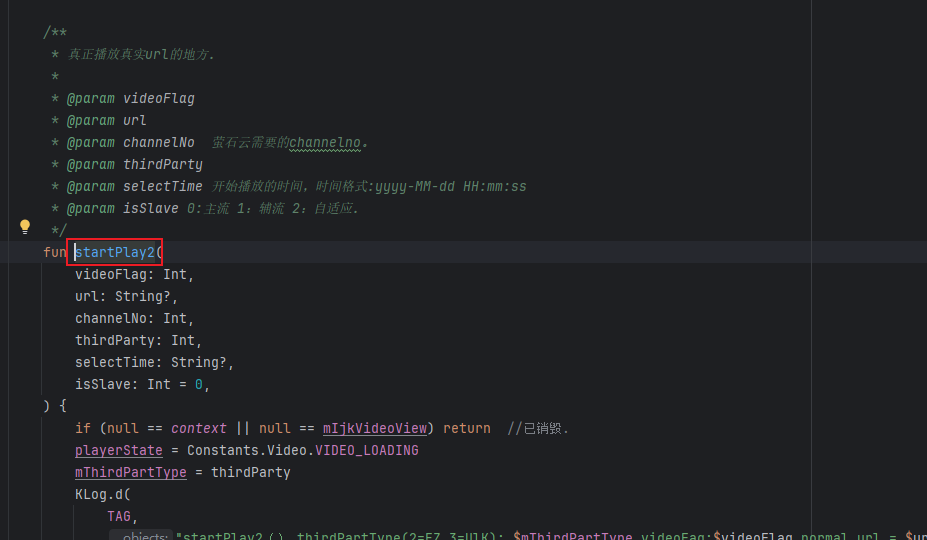 /**
* 真正播放真实url的地方.
*
* @param videoFlag
* @param url
* @param channelNo  萤石云需要的channelno.
* @param thirdParty
* @param selectTime 开始播放的时间，时间格式:yyyy-MM-dd HH:mm:ss
* @param isSlave 0:主流 1：辅流 2：自适应.
*/
fun startPlay2(
videoFlag: Int,
url: String?,
channelNo: Int,
thirdParty: Int,
selectTime: String?,
isSlave: Int = 0,
) {
if (null == context || null == mIjkVideoView) return  //已销毁.
playerState = Constants.Video.VIDEO_LOADING
mThirdPartType = thirdParty
KLog.d(
TAG,
objects: "startPlay2（）、thirdPartType(2=EZ,3=ULK): $mThirdPartType,videoFag:$videoFlag,normal url = $ur